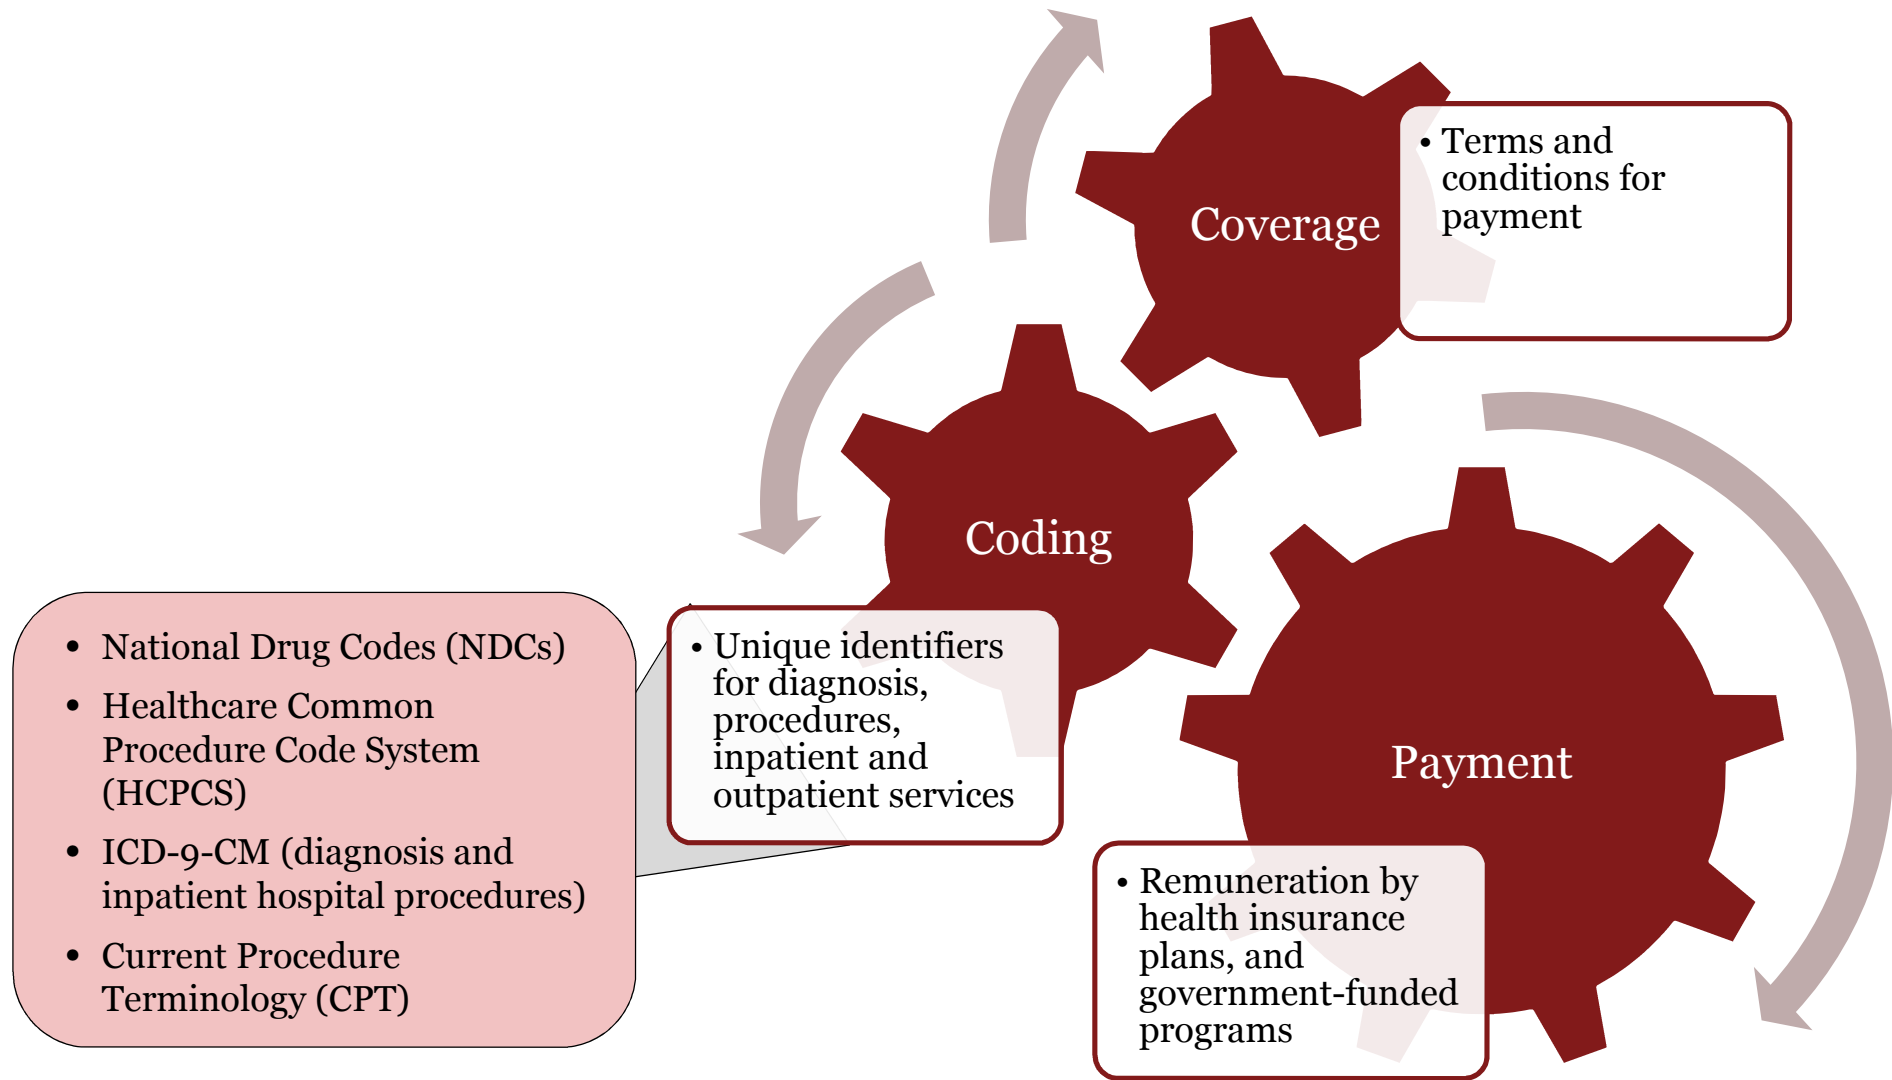 Coverage
• Terms and
conditions for
payment
Coding
• Unique identifiers
for diagnosis,
procedures,
inpatient and
outpatient services
• National Drug Codes (NDCs)
• Healthcare Common
Procedure Code System
(HCPCS)
• ICD-9-CM (diagnosis and
inpatient hospital procedures)
• Current Procedure
Terminology (CPT)
Payment
• Remuneration by
health insurance
plans, and
government-funded
programs